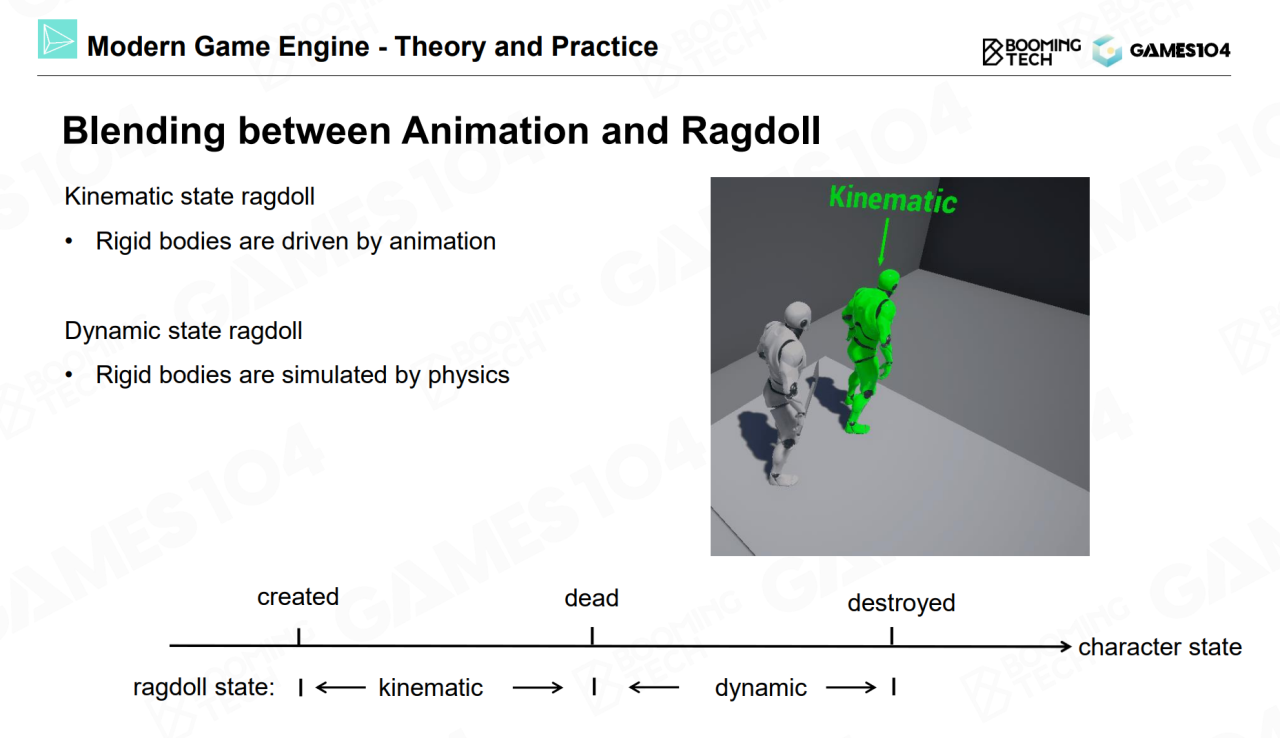 Modern Game Engine - Theory and Practice
BOOMING
TECH
GAMES104
Blending between Animation and Ragdoll
Kinematic state ragdoll
• Rigid bodies are driven by animation
Dynamic state ragdoll
• Rigid bodies are simulated by physics
Kinematic
created
dead
destroyed
character state
ragdoll state:
kinematic
dynamic